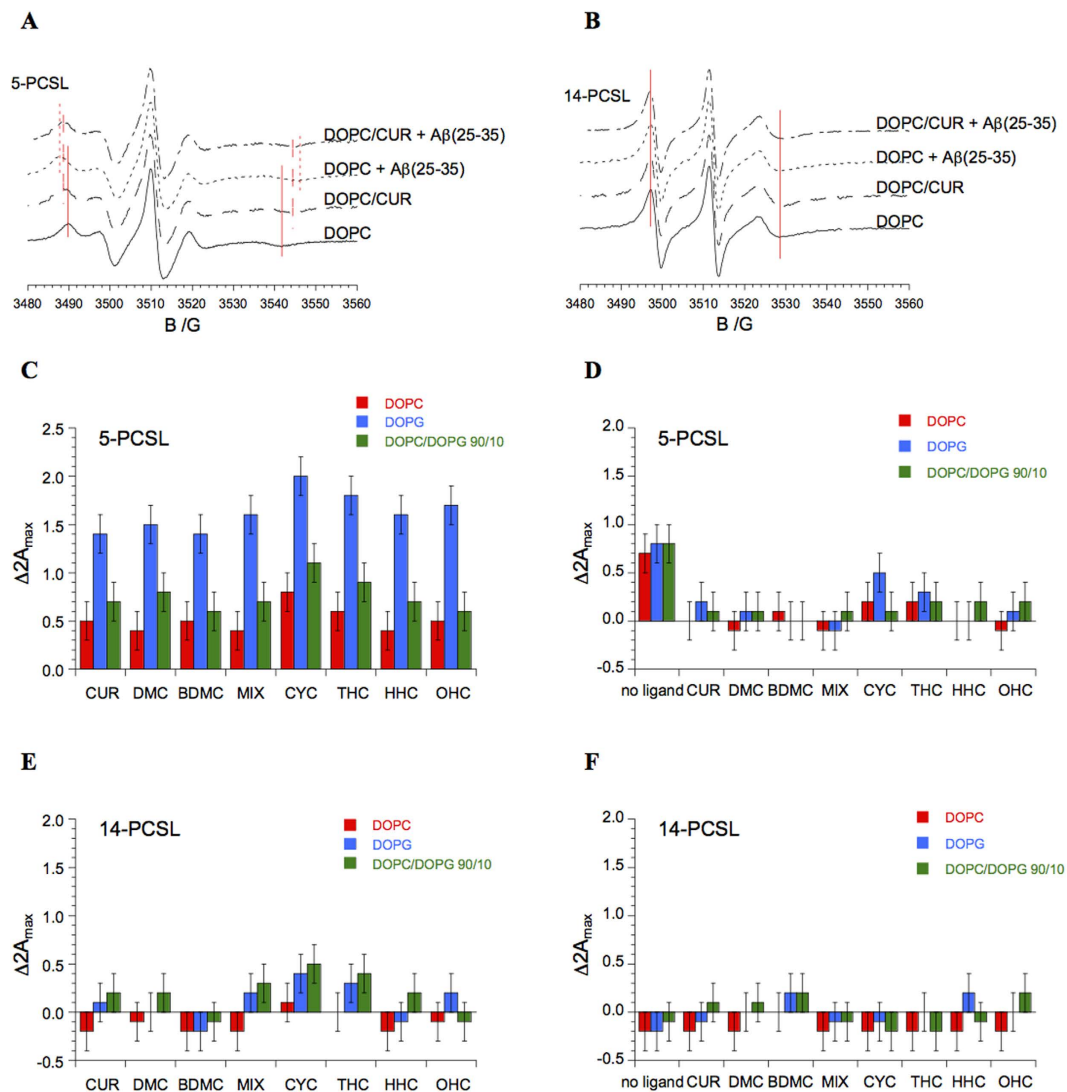 A
5-PCSL
DOPC/CUR + Aβ(25-35)
DOPC + Aβ(25-35)
DOPC/CUR
DOPC
3480 3490 3500 3510 3520 3530 3540 3550 3560
B /G
B
14-PCSL
DOPC/CUR + Aβ(25-35)
DOPC + Aβ(25-35)
DOPC/CUR
DOPC
3480 3490 3500 3510 3520 3530 3540 3550 3560
B /G
C
DOPC
DOPG
DOPC/DOPG 90/10
5-PCSL
Δ2Amax
2.5
2.0
1.5
1.0
0.5
0.0
CUR DMC BDMC MIX CYC THC HHC OHC
D
DOPC
DOPG
DOPC/DOPG 90/10
5-PCSL
Δ2Amax
2.0
1.5
1.0
0.5
0.0
-0.5
no ligand CUR DMC BDMC MIX CYC THC HHC OHC
E
DOPC
DOPG
DOPC/DOPG 90/10
14-PCSL
Δ2Amax
2.0
1.5
1.0
0.5
0.0
-0.5
CUR DMC BDMC MIX CYC THC HHC OHC
F
DOPC
DOPG
DOPC/DOPG 90/10
14-PCSL
Δ2Amax
2.0
1.5
1.0
0.5
0.0
-0.5
no ligand CUR DMC BDMC MIX CYC THC HHC OHC